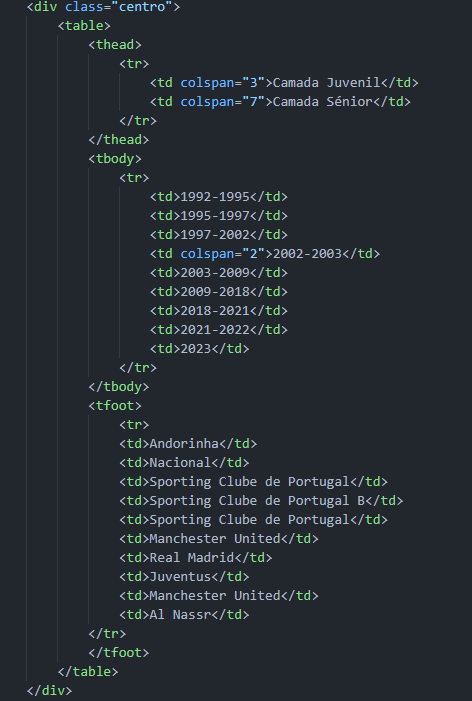 <div class="centro">
    <table>
        <thead>
            <tr>
                <td colspan="3">Camada Juvenil</td>
                <td colspan="7">Camada Sénior</td>
            </tr>
        </thead>
        <tbody>
            <tr>
                <td>1992-1995</td>
                <td>1995-1997</td>
                <td>1997-2002</td>
                <td colspan="2">2002-2003</td>
                <td>2003-2009</td>
                <td>2009-2018</td>
                <td>2018-2021</td>
                <td>2021-2022</td>
                <td>2023</td>
            </tr>
        </tbody>
        <tfoot>
            <tr>
            <td>Andorinha</td>
            <td>Nacional</td>
            <td>Sporting Clube de Portugal</td>
            <td>Sporting Clube de Portugal B</td>
            <td>Sporting Clube de Portugal</td>
            <td>Manchester United</td>
            <td>Real Madrid</td>
            <td>Juventus</td>
            <td>Manchester United</td>
            <td>Al Nassr</td>
        </tr>
        </tfoot>
    </table>
</div>